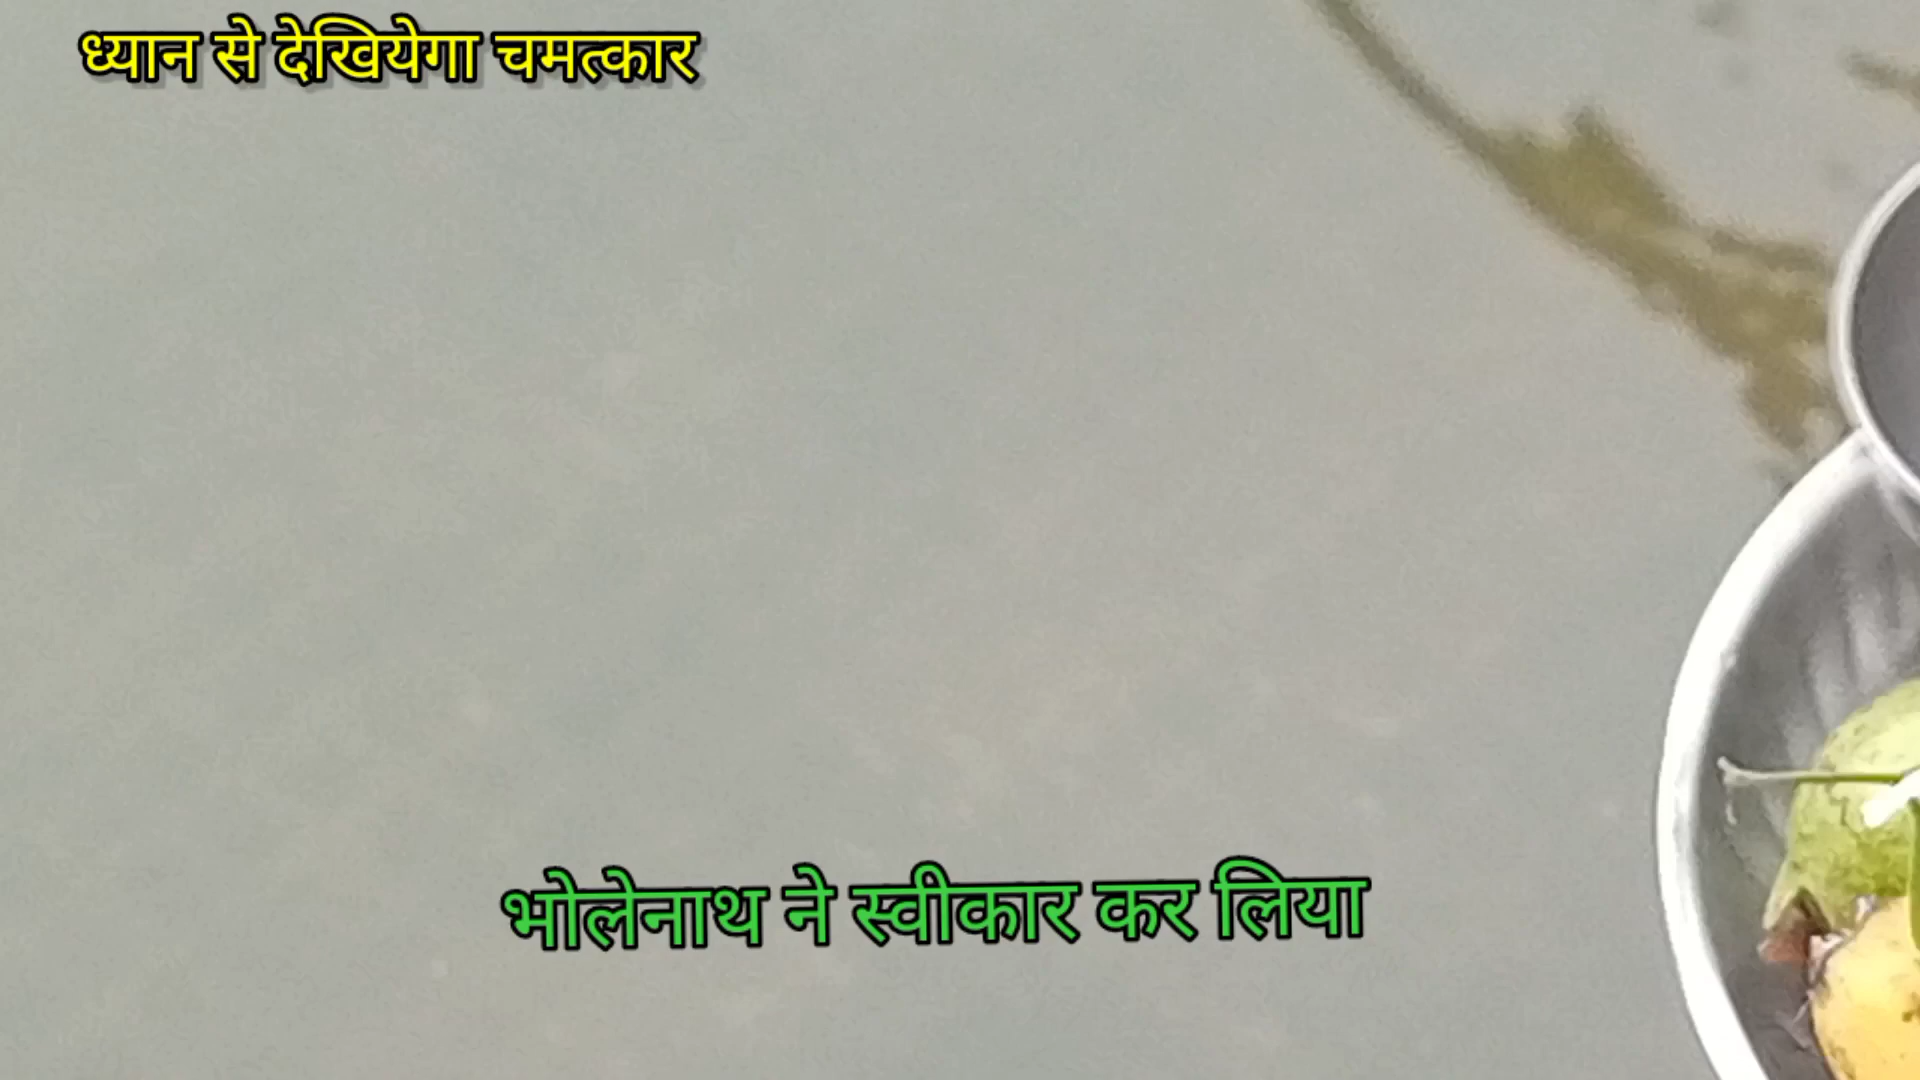 ध्यान से देखियेगा चमत्कार
भोलेनाथ ने स्वीकार कर लिया